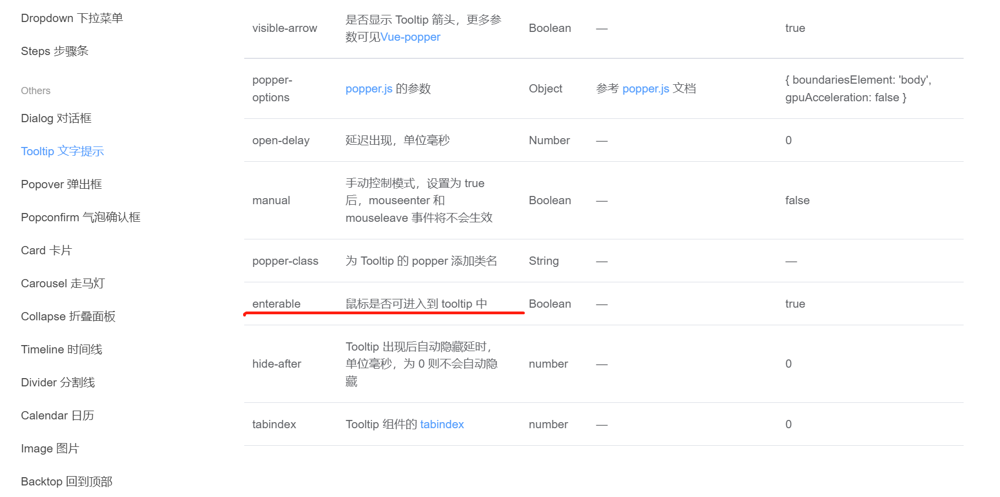 Dropdown 下拉菜单
Steps 步骤条
Others
Dialog 对话框
Tooltip 文字提示
Popover 弹出框
Popconfirm 气泡确认框
Card 卡片
Carousel 走马灯
Collapse 折叠面板
Timeline 时间线
Divider 分割线
Calendar 日历
Image 图片
Backtop 回到顶部
visible-arrow
是否显示 Tooltip 箭头，更多参
数可见Vue-popper
Boolean
—
true
popper-
options
popper.js 的参数
Object
参考 popper.js 文档
{ boundariesElement: 'body',
gpuAcceleration: false }
open-delay
延迟出现，单位毫秒
Number
—
0
manual
手动控制模式，设置为 true
后，mouseenter 和
mouseleave 事件将不会生效
Boolean
—
false
popper-class
为 Tooltip 的 popper 添加类名
String
—
—
enterable
鼠标是否可进入到 tooltip 中
Boolean
—
true
hide-after
Tooltip 出现后自动隐藏延时，
单位毫秒，为 0 则不会自动隐
藏
number
—
0
tabindex
Tooltip 组件的 tabindex
number
—
0